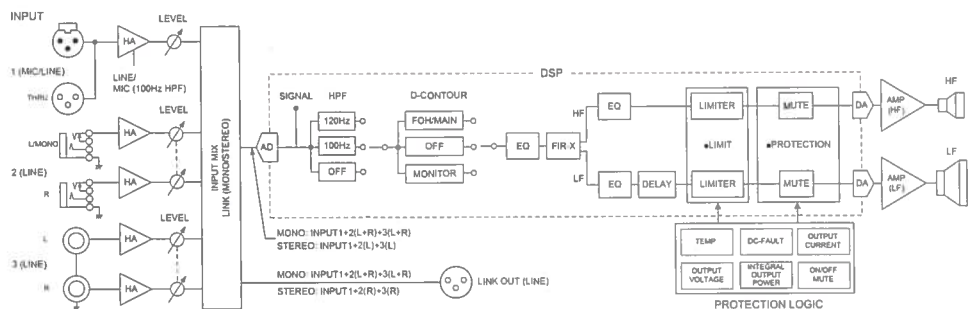 INPUT
HA
LEVEL
1 (MIC/LINE)
LINE/
MIC (100Hz HPF)
THRU
LEVEL
L/MONO
HA
2 (LINE)
R
HA
LEVEL
L
HA
3 (LINE)
R
HA
INPUT MIX
LINK (MONO/STEREO)
DSP
SIGNAL
AD
HPF
120Hz
100Hz
OFF
D-CONTOUR
FOH/MAIN
OFF
MONITOR
EQ
FIR-X
HF
EQ
LIMITER
MUTE
DA
AMP
(HF)
HF
LIMIT
PROTECTION
LF
EQ
DELAY
LIMITER
MUTE
DA
AMP
(LF)
LF
MONO: INPUT1+2(L+R)+3(L+R)
STEREO: INPUT1+2(L)+3(L)
MONO: INPUT1+2(L+R)+3(L+R)
STEREO: INPUT1+2(R)+3(R)
LINK OUT (LINE)
TEMP
DC-FAULT
OUTPUT
CURRENT
OUTPUT
VOLTAGE
INTEGRAL
OUTPUT
POWER
ON/OFF
MUTE
PROTECTION LOGIC